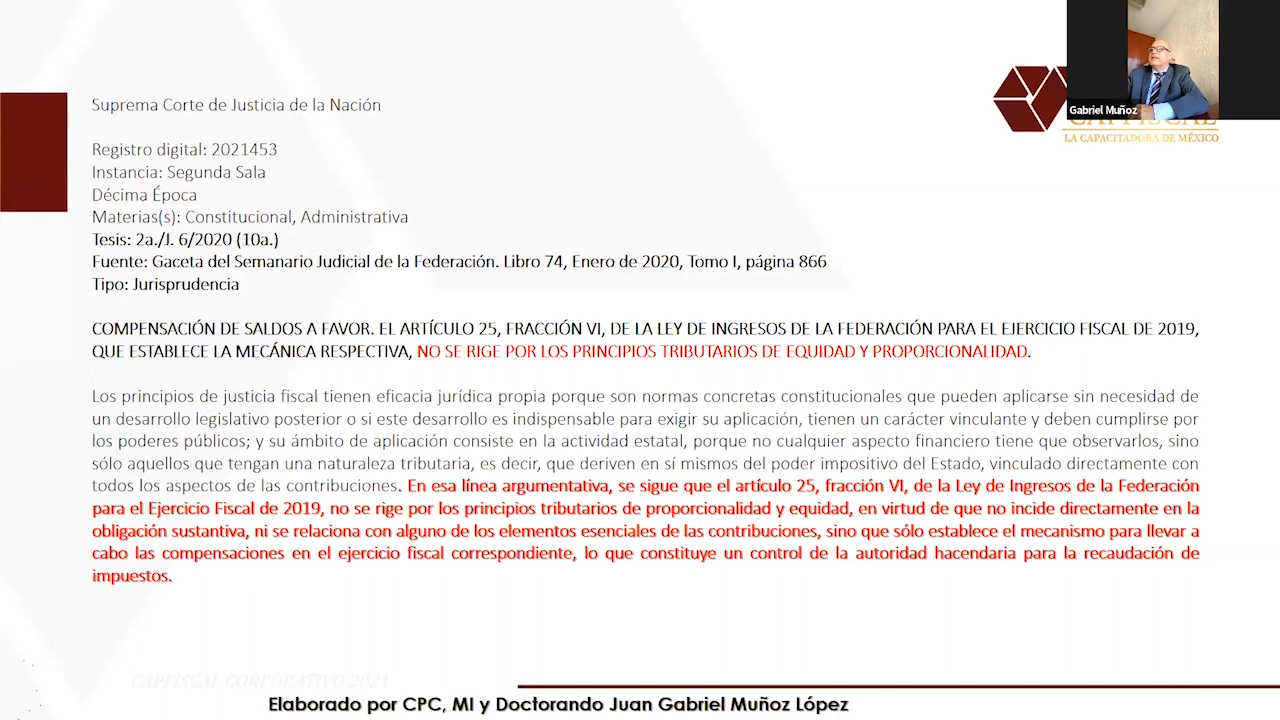 Gabriel Muñoz
CAPFISCAL
LA CAPACITADORA DE MÉXICO
Suprema Corte de Justicia de la Nación
Registro digital: 2021453
Instancia: Segunda Sala
Décima Época
Materias(s): Constitucional, Administrativa
Tesis: 2a./J. 6/2020 (10a.)
Fuente: Gaceta del Semanario Judicial de la Federación. Libro 74, Enero de 2020, Tomo I, página 866
Tipo: Jurisprudencia
COMPENSACIÓN DE SALDOS A FAVOR. EL ARTÍCULO 25, FRACCIÓN VI, DE LA LEY DE INGRESOS DE LA FEDERACIÓN PARA EL EJERCICIO FISCAL DE 2019,
QUE ESTABLECE LA MECÁNICA RESPECTIVA, NO SE RIGE POR LOS PRINCIPIOS TRIBUTARIOS DE EQUIDAD Y PROPORCIONALIDAD.
Los principios de justicia fiscal tienen eficacia jurídica propia porque son normas concretas constitucionales que pueden aplicarse sin necesidad de
un desarrollo legislativo posterior o si este desarrollo es indispensable para exigir su aplicación, tienen un carácter vinculante y deben cumplirse por
los poderes públicos; y su ámbito de aplicación consiste en la actividad estatal, porque no cualquier aspecto financiero tiene que observarlos, sino
sólo aquellos que tengan una naturaleza tributaria, es decir, que deriven en sí mismos del poder impositivo del Estado, vinculado directamente con
todos los aspectos de las contribuciones. En esa línea argumentativa, se sigue que el artículo 25, fracción VI, de la Ley de Ingresos de la Federación
para el Ejercicio Fiscal de 2019, no se rige por los principios tributarios de proporcionalidad y equidad, en virtud de que no incide directamente en la
obligación sustantiva, ni se relaciona con alguno de los elementos esenciales de las contribuciones, sino que sólo establece el mecanismo para llevar a
cabo las compensaciones en el ejercicio fiscal correspondiente, lo que constituye un control de la autoridad hacendaria para la recaudación de
impuestos.
CAPFISCAL CORPORATIVO 2021
Elaborado por CPC, MI y Doctorando Juan Gabriel Muñoz López